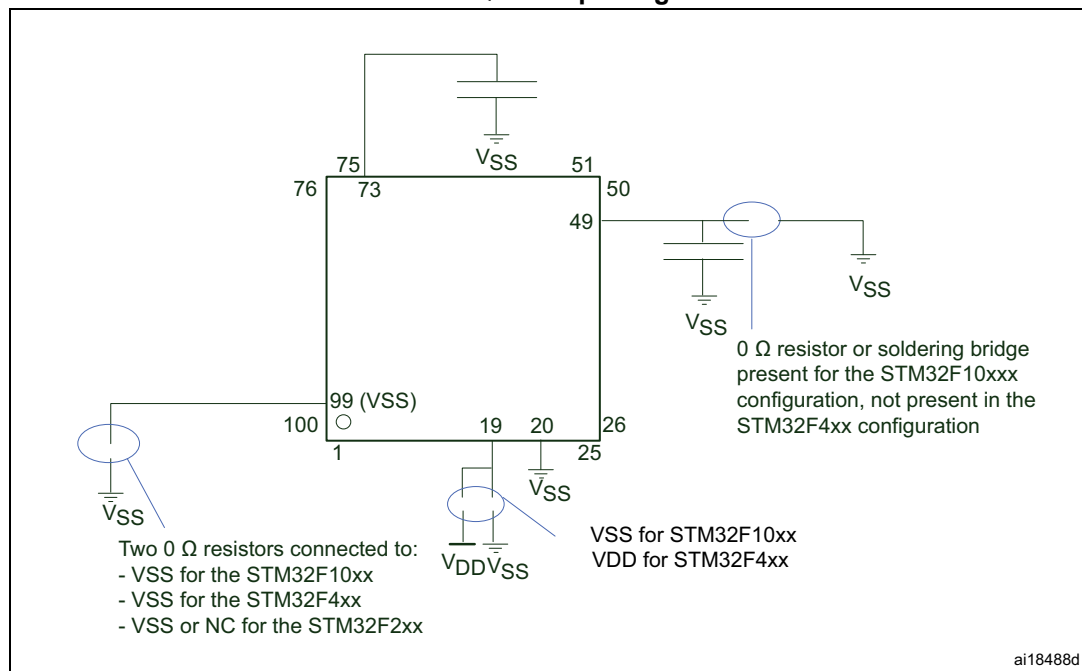 VSS
75
51
76
73
50
49
VSS
VSS
0 Ω resistor or soldering bridge
present for the STM32F10xxx
configuration, not present in the
STM32F4xx configuration
99 (VSS)
100
19
20
26
1
25
VSS
VSS
VDD VSS
VSS for STM32F10xx
VDD for STM32F4xx
Two 0 Ω resistors connected to:
- VSS for the STM32F10xx
- VSS for the STM32F4xx
- VSS or NC for the STM32F2xx
ai18488d